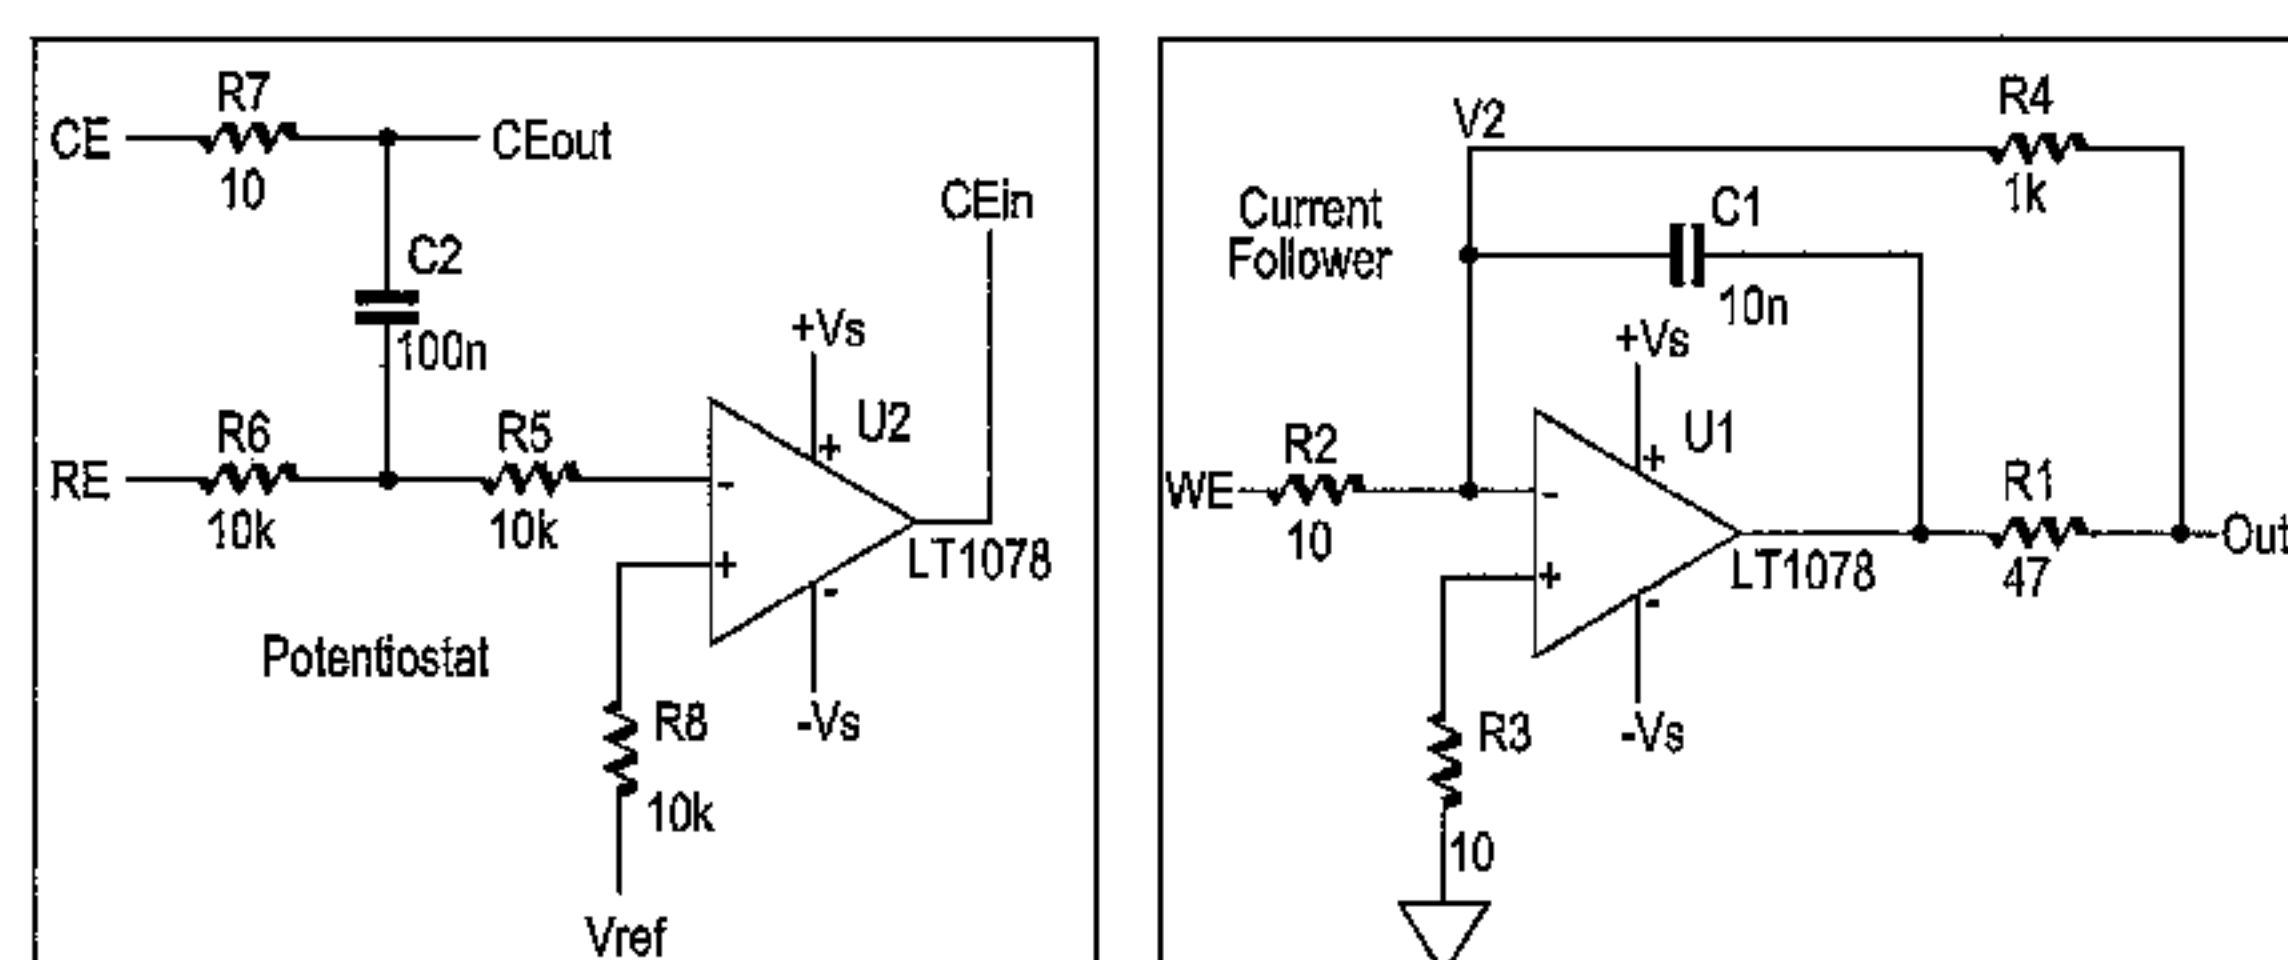 R7
CE
CEout
10
C2
100n
CEin
+Vs
+
U2
R6
R5
RE
-
10k
10k
+
LT1078
-
Potentiostat
-Vs
R8
10k
Vref
V2
R4
1k
Current
Follower
C1
10n
+Vs
+
U1
R2
WE
-
10
R1
Out
47
+
LT1078
-
R3
-Vs
10